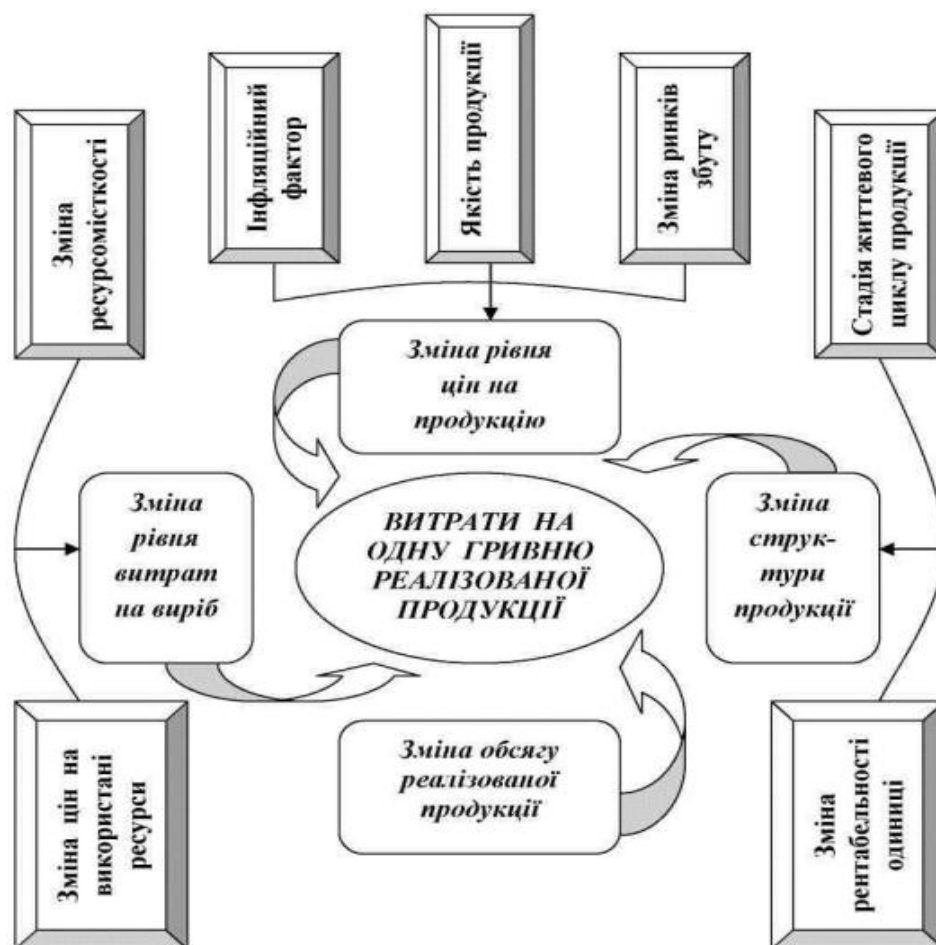 Зміна
ресурсомісткості
Інфляційний
фактор
Якість продукції
Зміна ринків
збуту
Стадія життєвого
циклу продукції
Зміна рівня
цін на
продукцію
Зміна
рівня
витрат
на виріб
ВИТРАТИ НА
ОДНУ ГРИВНЮ
РЕАЛІЗОВАНОЇ
ПРОДУКЦІЇ
Зміна
струк-
тури
продукції
Зміна обсягу
реалізованої
продукції
Зміна цін на
використані
ресурси
Зміна
рентабельності
одиниці